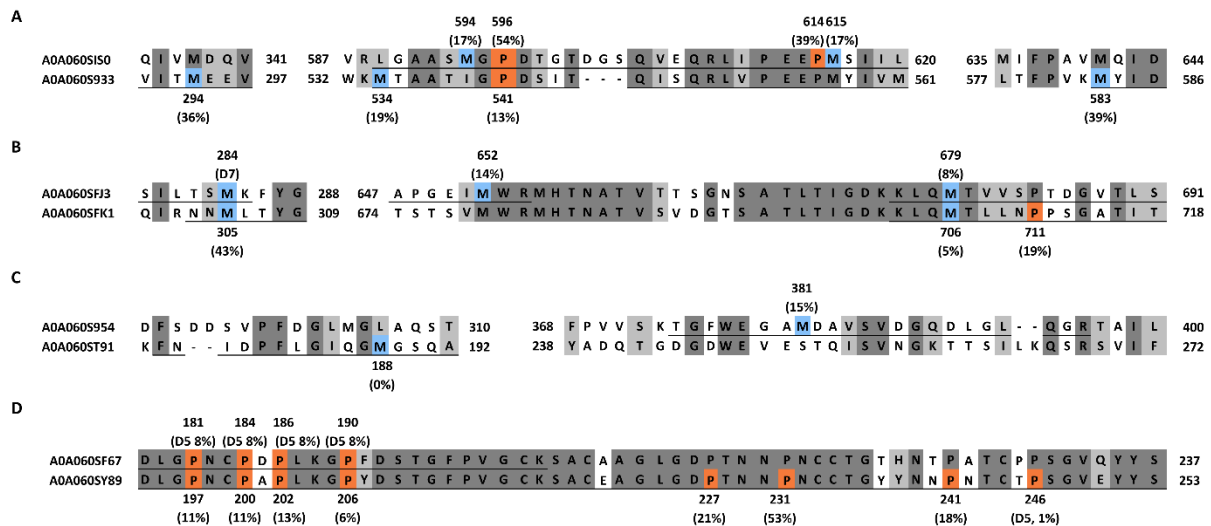 A
594 596 614 615
(17%) (54%) (39%) (17%)
A0A060SIS0 Q I V M D Q V 341 587 V R L G A A S M G P D T G T D G S Q V E Q R L I P E E P M S I I L 620 635 M I F P A V M Q I D 644
A0A060S933 V I T M E E V 297 532 W K M T A A T I G P D S I T - - - Q I S Q R L I P E E P M Y I V M 561 577 L T F P V K M Y I D 586
294 534 541 583
(36%) (19%) (13%) (39%)
B
284 652 679
(D7) (14%) (8%)
A0A060SFJ3 S I L T S M K F Y G 288 647 A P G E I M W R M H T N A T V T T S G N S A T L T I G D K K L Q M T V V S P T D G V T L S 691
A0A060SFK1 Q I R N N M L T Y G 309 674 T S T S V M W R M H T N A T V S V D G T S A T L T I G D K K L Q M T L L N P P S G A T I T 718
305 706 711
(43%) (5%) (19%)
C
381
(15%)
A0A060S954 D F S D D S V P F D G L M G L A Q S T 310 368 F P V V S K T G F W E G A M D A V S V D G Q D L G L - - Q G R T A I L 400
A0A060ST91 K F N - - I D P F L G I Q G M G S Q A 192 238 Y A D Q T G D G D W E V E S T Q I S V N G K T T S I L K Q S R S V I F 272
188
(0%)
D
181 184 186 190
(D5 8%) (D5 8%) (D5 8%) (D5 8%)
A0A060SF67 D L G P N C P D P L K G P F D S T G F P V G C K S A C A A G L G D P T N N P N C C T G T H N T P A T C P P S G V Q Y Y S 237
A0A060SY89 D L G P N C P A P L K G P Y D S T G F P V G C K S A C E A G L G D P T N N P N C C T G Y Y N N P N T C T P S G V E Y Y S 253
197 200 202 206 227 231 241 246
(11%) (11%) (13%) (6%) (21%) (53%) (18%) (D5, 1%)